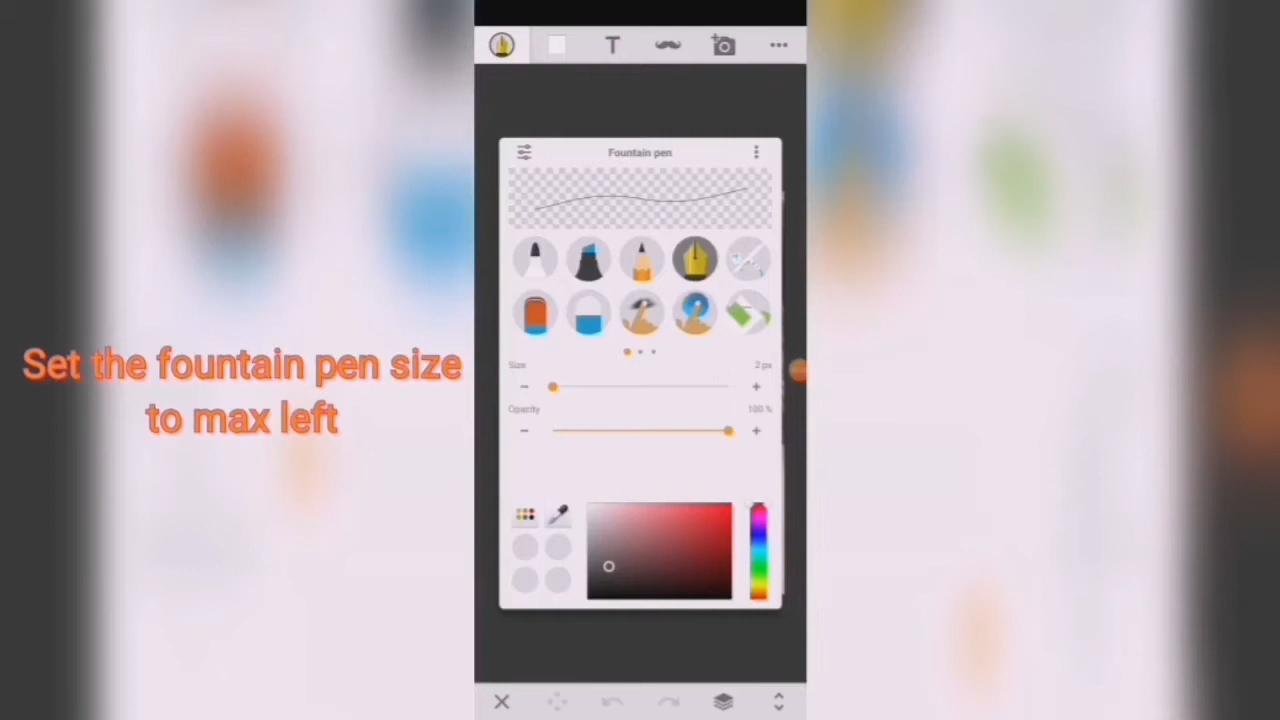 T
Fountain pen
Set the fountain pen size
to max left
Size
2 px
Opacity
100 %